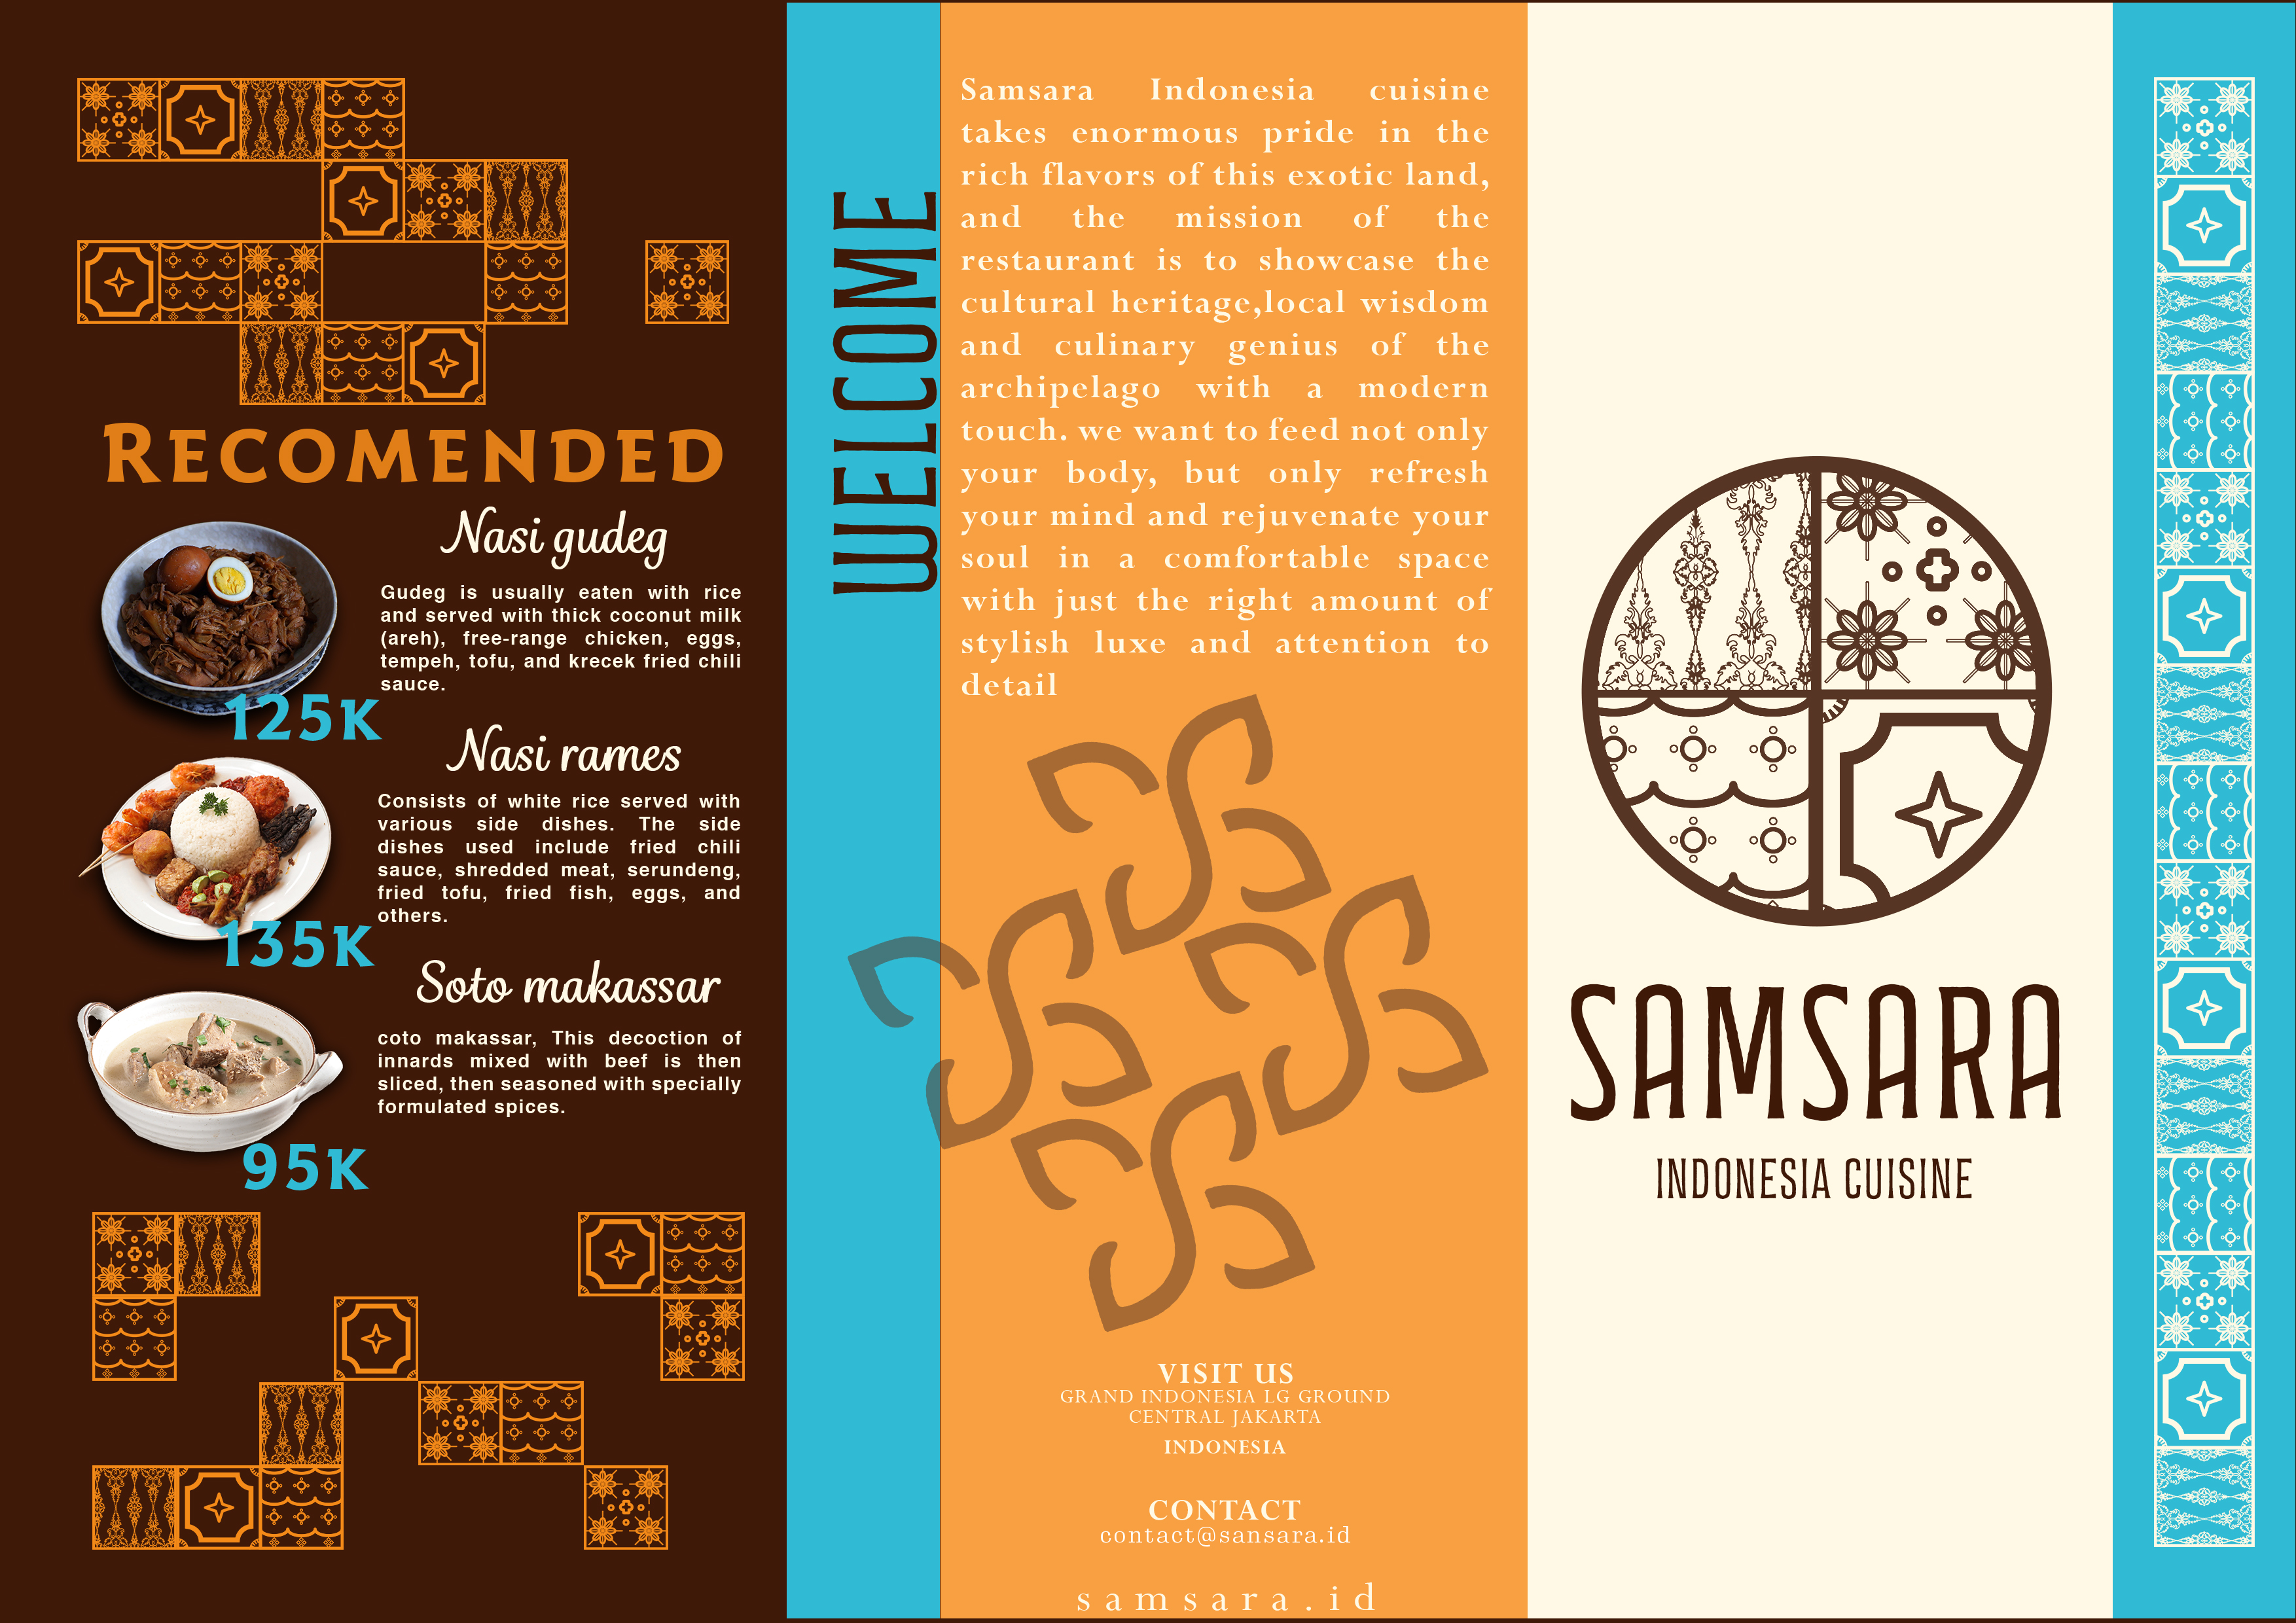 RECOMENDED
Nasi gudeg
Gudeg is usually eaten with rice
and served with thick coconut milk
(areh), free-range chicken, eggs,
tempeh, tofu, and krecek fried chili
sauce.
125K
Nasi rames
Consists of white rice served with
various side dishes. The side
dishes used include fried chili
sauce, shredded meat, serundeng,
fried tofu, fried fish, eggs, and
others.
135K
Soto makassar
coto makassar, This decoction of
innards mixed with beef is then
sliced, then seasoned with specially
formulated spices.
95K
WELCOME
Samsara Indonesia cuisine
takes enormous pride in the
rich flavors of this exotic land,
and the mission of the
restaurant is to showcase the
cultural heritage,local wisdom
and culinary genius of the
archipelago with a modern
touch. we want to feed not only
your body, but only refresh
your mind and rejuvenate your
soul in a comfortable space
with just the right amount of
stylish luxe and attention to
detail
VISIT US
GRAND INDONESIA LG GROUND
CENTRAL JAKARTA
INDONESIA
CONTACT
contact@sansara.id
samsara.id
SAMSARA
INDONESIA CUISINE